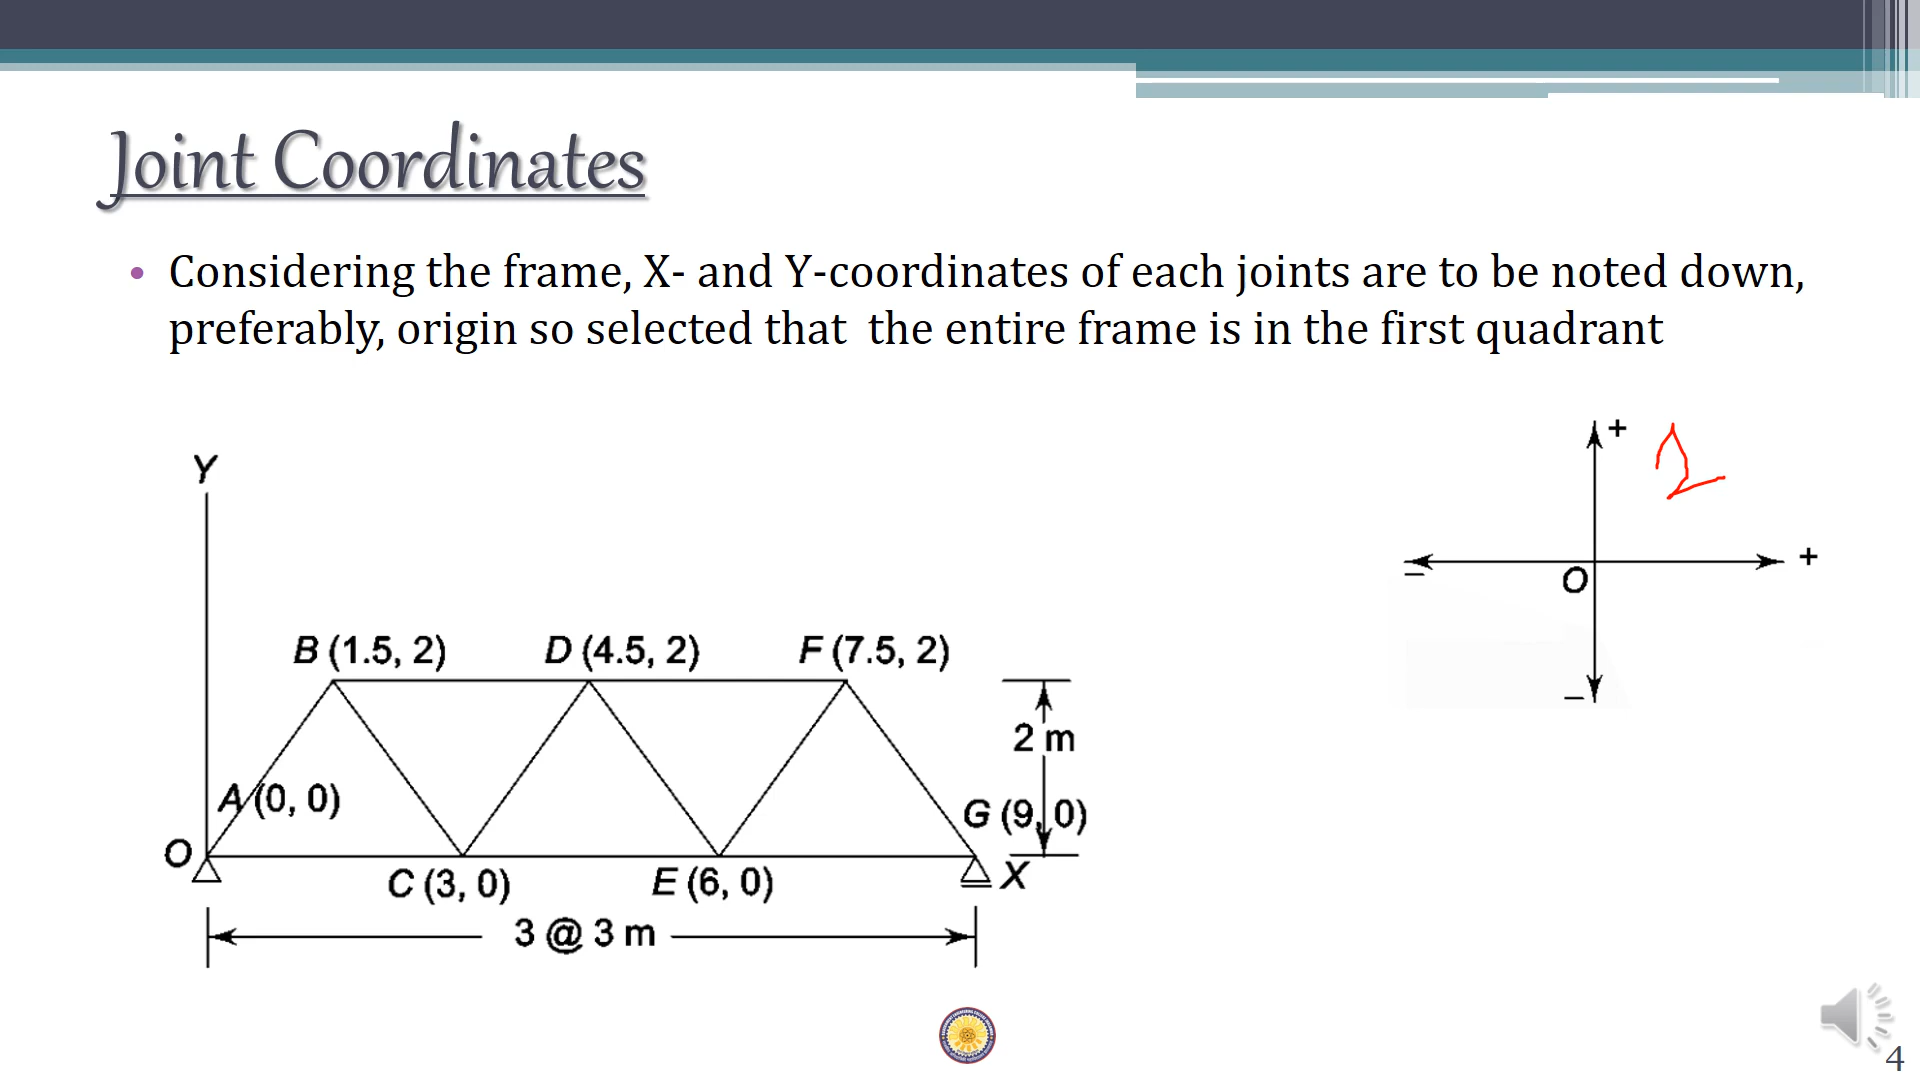 Joint Coordinates
• Considering the frame, X- and Y-coordinates of each joints are to be noted down,
preferably, origin so selected that the entire frame is in the first quadrant
+
Y
+
–
O
B (1.5, 2) D (4.5, 2) F (7.5, 2)
–
2 m
A (0, 0)
G (9, 0)
O
X
C (3, 0) E (6, 0)
3 @ 3 m
4